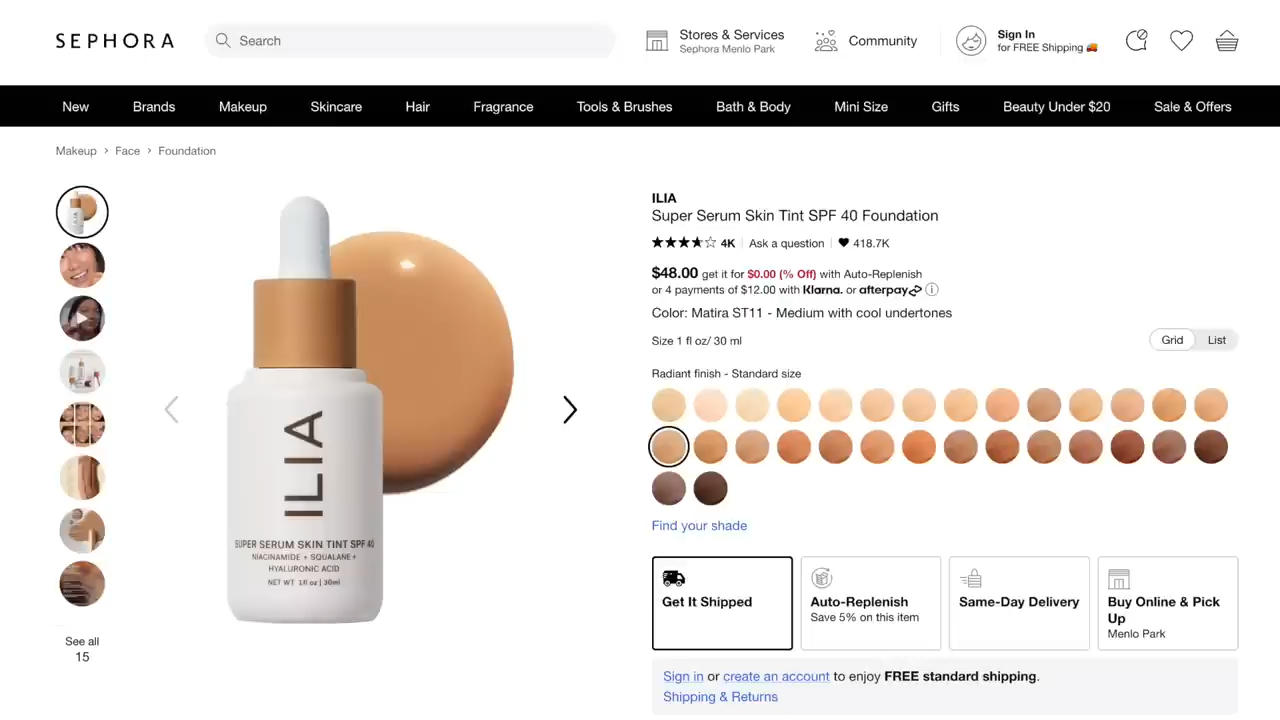 SEPHORA
Search
Stores & Services
Sephora Menlo Park
Community
Sign In
for FREE Shipping 🚚
New
Brands
Makeup
Skincare
Hair
Fragrance
Tools & Brushes
Bath & Body
Mini Size
Gifts
Beauty Under $20
Sale & Offers
Makeup > Face > Foundation
ILIA
SUPER SERUM SKIN TINT SPF 40
NIACINAMIDE + SQUALANE +
HYALURONIC ACID
NET WT 1 fl oz | 30ml
See all
15
ILIA
Super Serum Skin Tint SPF 40 Foundation
4K | Ask a question | 418.7K
$48.00 get it for $0.00 (% Off) with Auto-Replenish
or 4 payments of $12.00 with Klarna. or afterpay
Color: Matira ST11 - Medium with cool undertones
Size 1 fl oz/ 30 ml
Grid
List
Radiant finish - Standard size
Find your shade
Get It Shipped
Auto-Replenish
Save 5% on this item
Same-Day Delivery
Buy Online & Pick
Up
Menlo Park
Sign in or create an account to enjoy FREE standard shipping.
Shipping & Returns